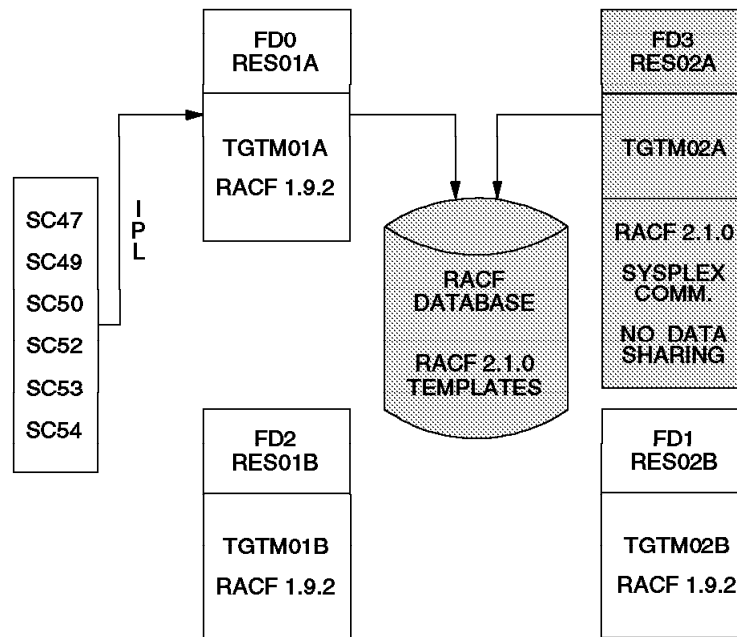 FD0
RES01A
TGTM01A
RACF 1.9.2
FD3
RES02A
TGTM02A
RACF 2.1.0
SYSPLEX
COMM.
NO DATA
SHARING
SC47
SC49
SC50
SC52
SC53
SC54
IPL
RACF
DATABASE
RACF 2.1.0
TEMPLATES
FD2
RES01B
TGTM01B
RACF 1.9.2
FD1
RES02B
TGTM02B
RACF 1.9.2